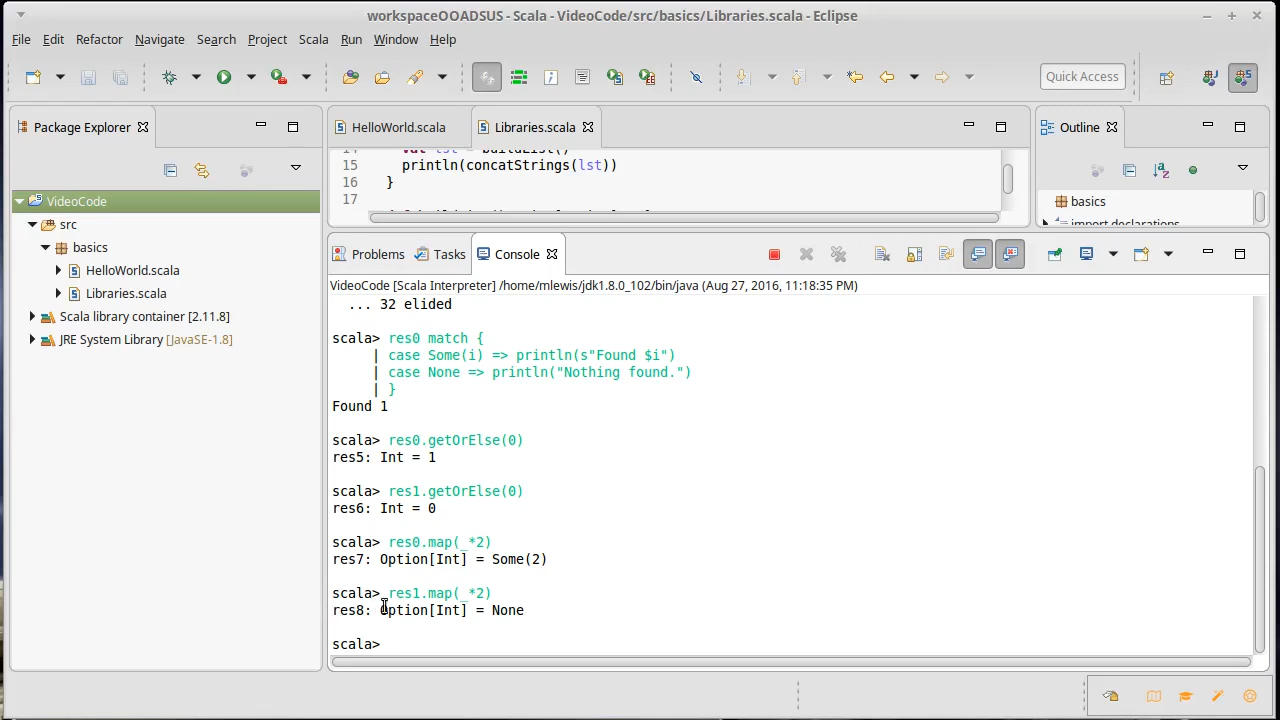 workspaceOOADSUS - Scala - VideoCode/src/basics/Libraries.scala - Eclipse
File Edit Refactor Navigate Search Project Scala Run Window Help
Quick Access
Package Explorer
VideoCode
src
basics
HelloWorld.scala
Libraries.scala
Scala library container [2.11.8]
JRE System Library [JavaSE-1.8]
HelloWorld.scala
Libraries.scala
14 val lst = buildList()
15 println(concatStrings(lst))
16 }
17
Outline
basics
import declarations
Problems Tasks Console
VideoCode [Scala Interpreter] /home/mlewis/jdk1.8.0_102/bin/java (Aug 27, 2016, 11:18:35 PM)
... 32 elided
scala> res0 match {
| case Some(i) => println(s"Found $i")
| case None => println("Nothing found.")
| }
Found 1
scala> res0.getOrElse(0)
res5: Int = 1
scala> res1.getOrElse(0)
res6: Int = 0
scala> res0.map(_*2)
res7: Option[Int] = Some(2)
scala> res1.map(_*2)
res8: Option[Int] = None
scala>